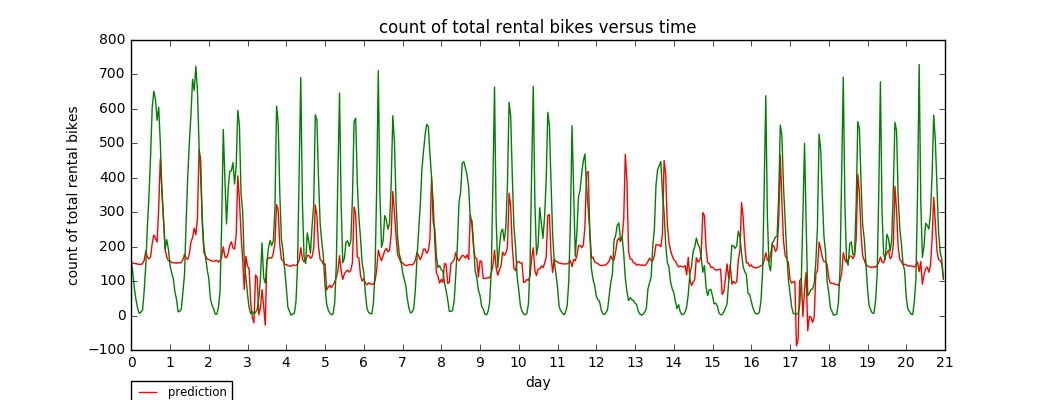 count of total rental bikes versus time
800
700
600
500
400
300
200
100
0
−100
count of total rental bikes
0 1 2 3 4 5 6 7 8 9 10 11 12 13 14 15 16 17 18 19 20 21
day
prediction